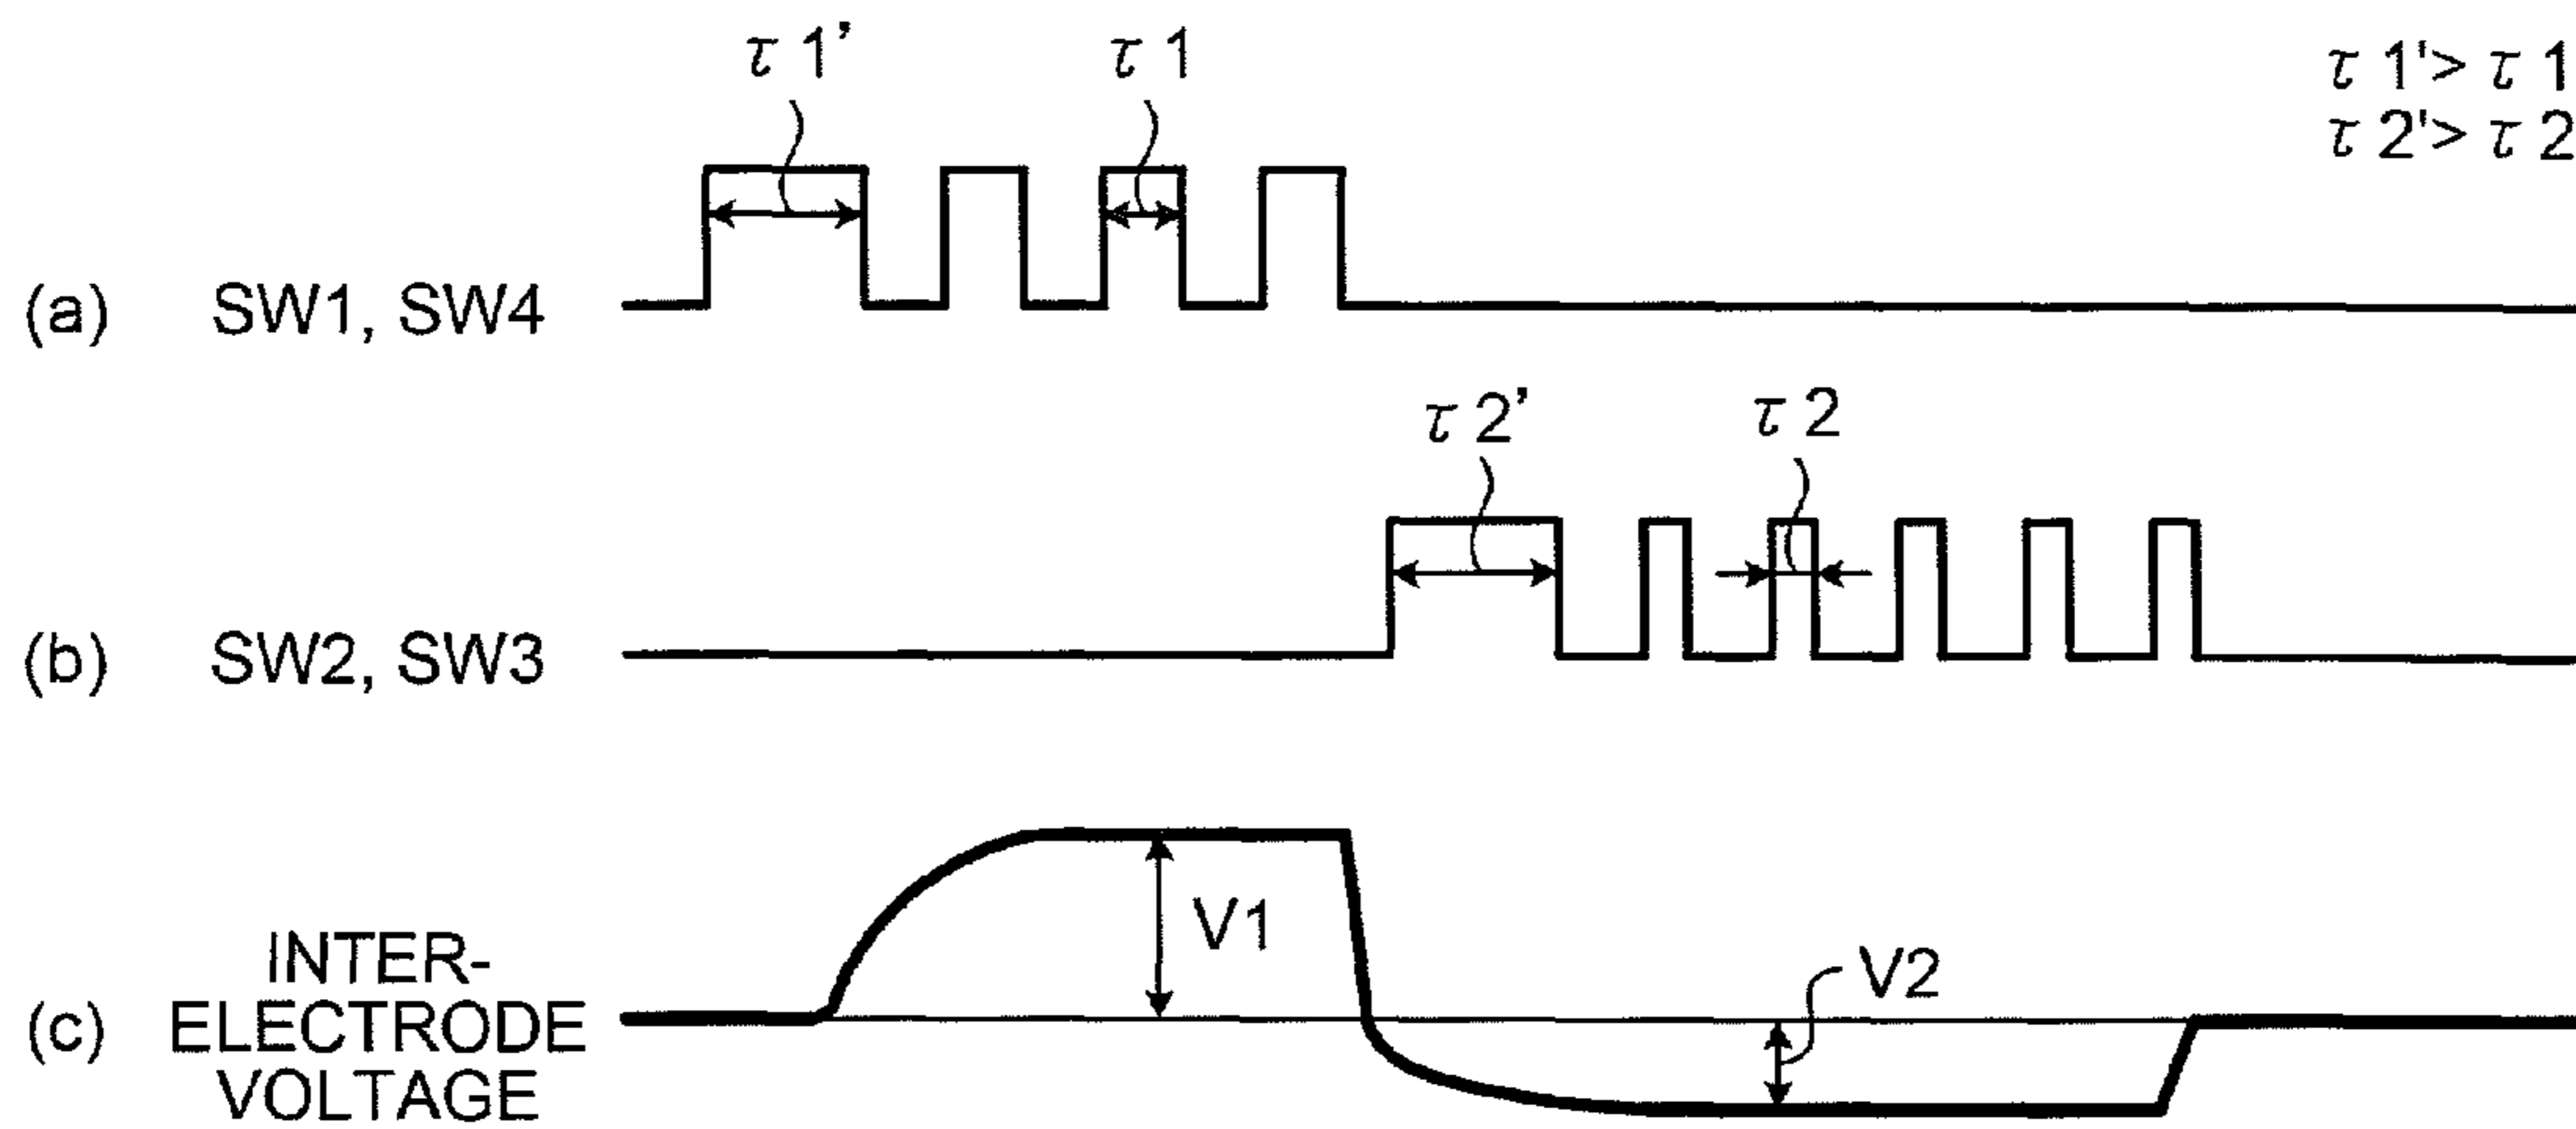 τ 1’ τ 1
τ 1'> τ 1
τ 2'> τ 2
(a) SW1, SW4
τ 2’ τ 2
(b) SW2, SW3
V1
V2
(c) INTER-
ELECTRODE
VOLTAGE